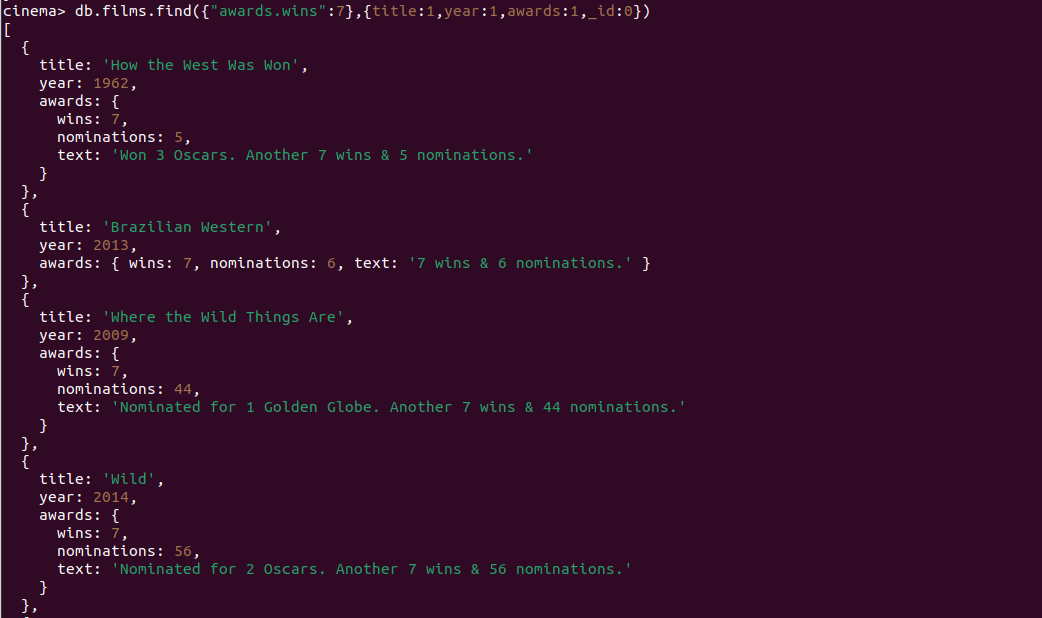 cinema> db.films.find({"awards.wins":7},{title:1,year:1,awards:1,_id:0})
[
  {
    title: 'How the West Was Won',
    year: 1962,
    awards: {
      wins: 7,
      nominations: 5,
      text: 'Won 3 Oscars. Another 7 wins & 5 nominations.'
    }
  },
  {
    title: 'Brazilian Western',
    year: 2013,
    awards: { wins: 7, nominations: 6, text: '7 wins & 6 nominations.' }
  },
  {
    title: 'Where the Wild Things Are',
    year: 2009,
    awards: {
      wins: 7,
      nominations: 44,
      text: 'Nominated for 1 Golden Globe. Another 7 wins & 44 nominations.'
    }
  },
  {
    title: 'Wild',
    year: 2014,
    awards: {
      wins: 7,
      nominations: 56,
      text: 'Nominated for 2 Oscars. Another 7 wins & 56 nominations.'
    }
  },